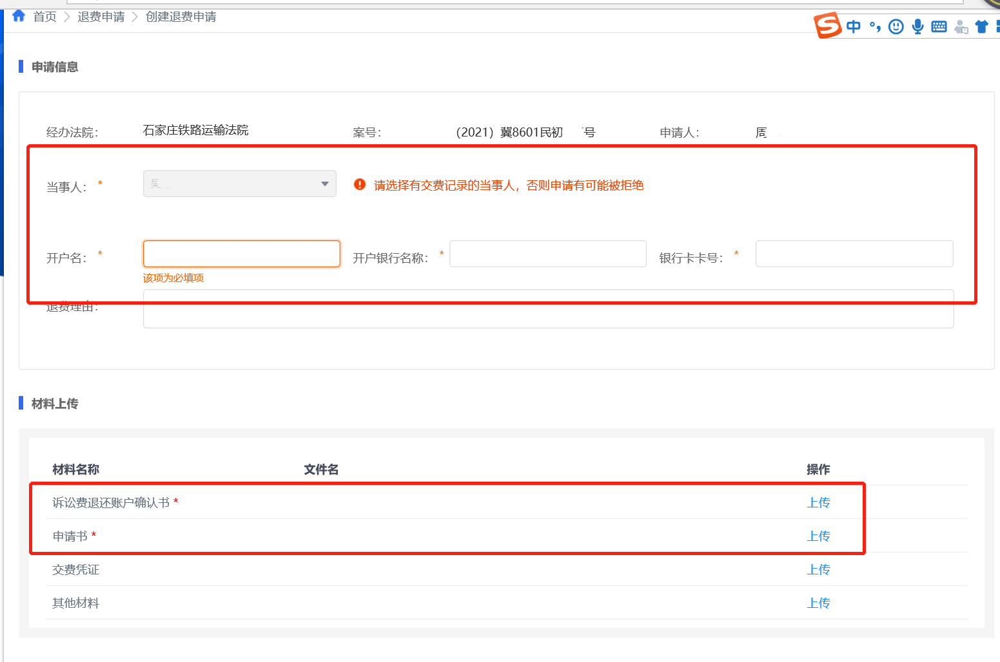 首页 > 退费申请 > 创建退费申请
中
申请信息
经办法院： 石家庄铁路运输法院 案号： （2021）冀8601民初 号 申请人： 周
当事人： * 请选择有交费记录的当事人，否则申请有可能被拒绝
开户名： * 开户银行名称： * 银行卡卡号： *
该项为必填项
退费理由：
材料上传
材料名称 文件名 操作
诉讼费退还账户确认书 * 上传
申请书 * 上传
交费凭证 上传
其他材料 上传